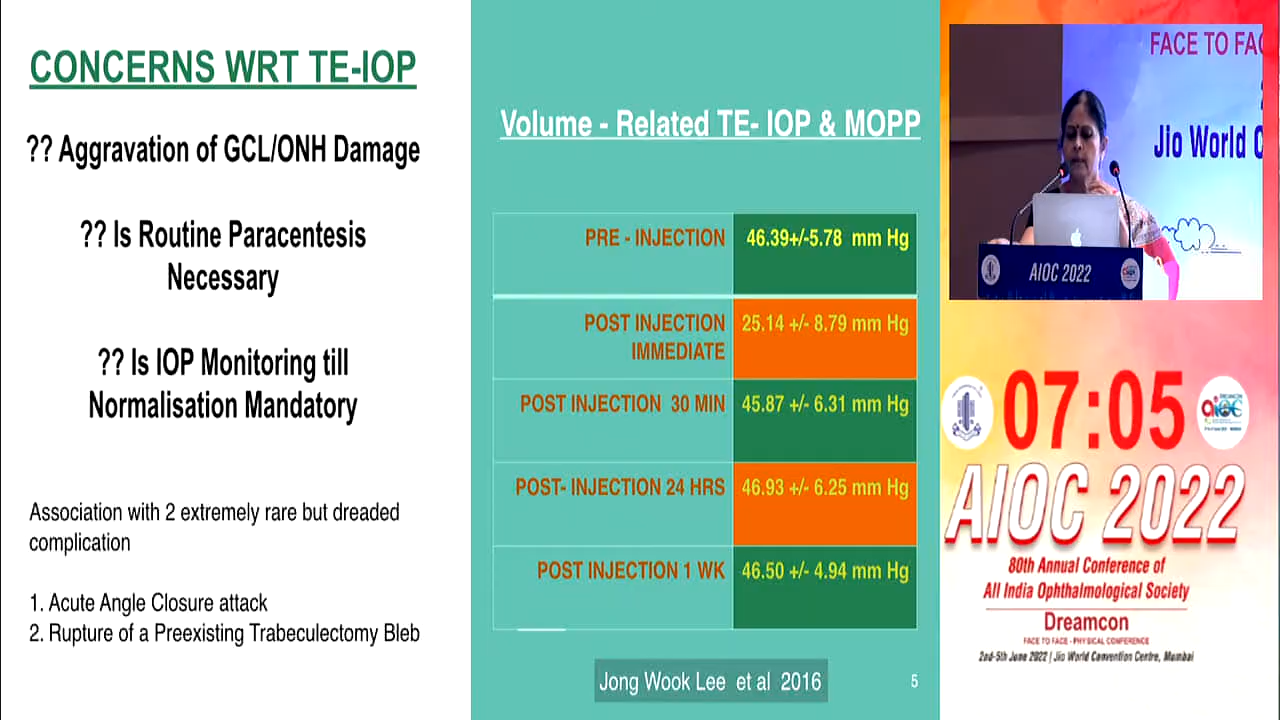 CONCERNS WRT TE-IOP
?? Aggravation of GCL/ONH Damage
?? Is Routine Paracentesis
Necessary
?? Is IOP Monitoring till
Normalisation Mandatory
Association with 2 extremely rare but dreaded
complication
1. Acute Angle Closure attack
2. Rupture of a Preexisting Trabeculectomy Bleb
Volume - Related TE- IOP & MOPP
PRE - INJECTION 46.39+/-5.78 mm Hg
POST INJECTION 25.14 +/- 8.79 mm Hg
IMMEDIATE
POST INJECTION 30 MIN 45.87 +/- 6.31 mm Hg
POST- INJECTION 24 HRS 46.93 +/- 6.25 mm Hg
POST INJECTION 1 WK 46.50 +/- 4.94 mm Hg
Jong Wook Lee et al 2016
5
FACE TO FAC
Jio World C
AIOC 2022
07:05
AIOC 2022
80th Annual Conference of
All India Ophthalmological Society
Dreamcon
FACE TO FACE - PHYSICAL CONFERENCE
2nd-5th June 2022 | Jio World Convention Centre, Mumbai